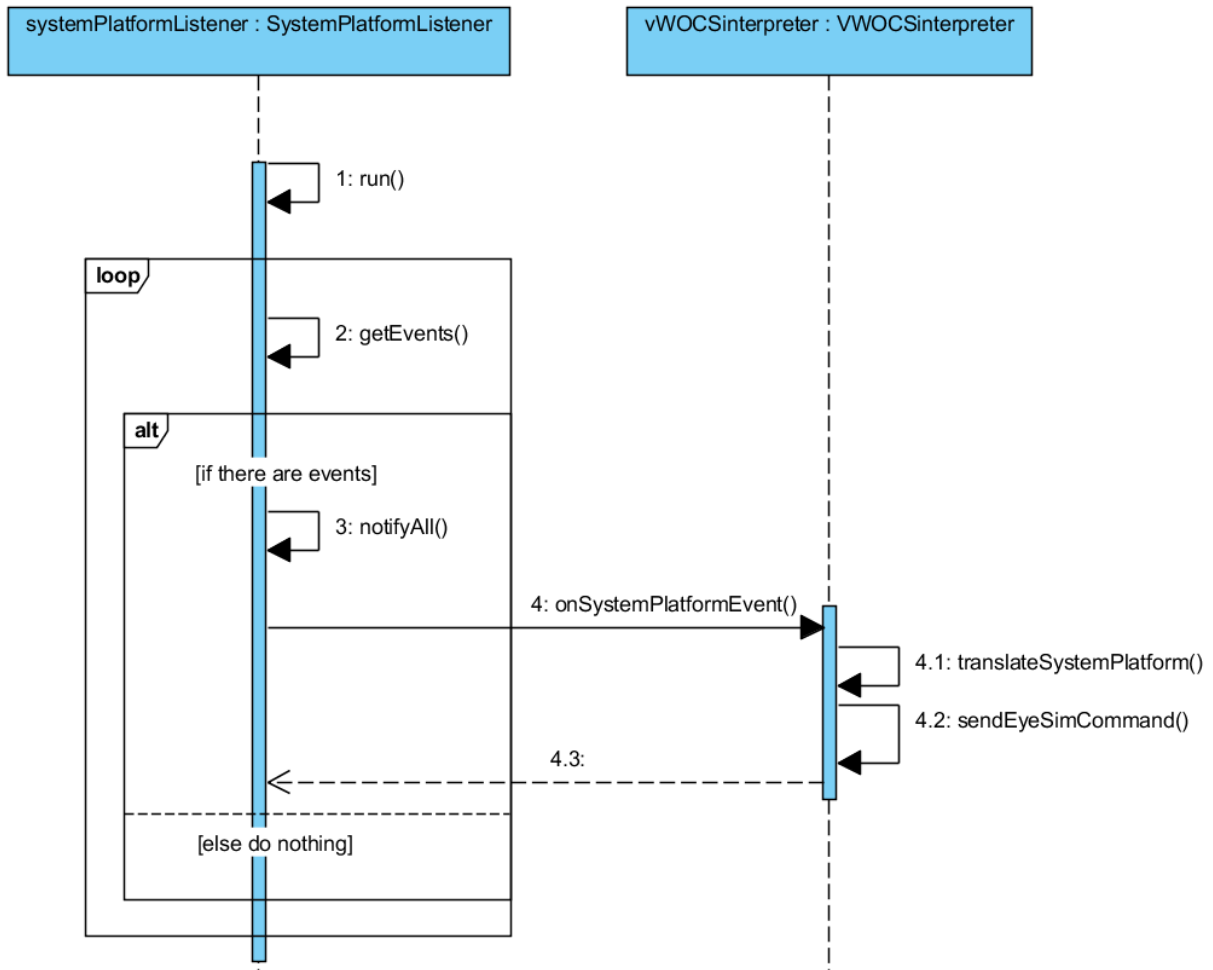 systemPlatformListener : SystemPlatformListener
vWOCSinterpreter : VWOCSinterpreter
1: run()
loop
2: getEvents()
alt
[if there are events]
3: notifyAll()
4: onSystemPlatformEvent()
4.1: translateSystemPlatform()
4.2: sendEyeSimCommand()
4.3:
[else do nothing]